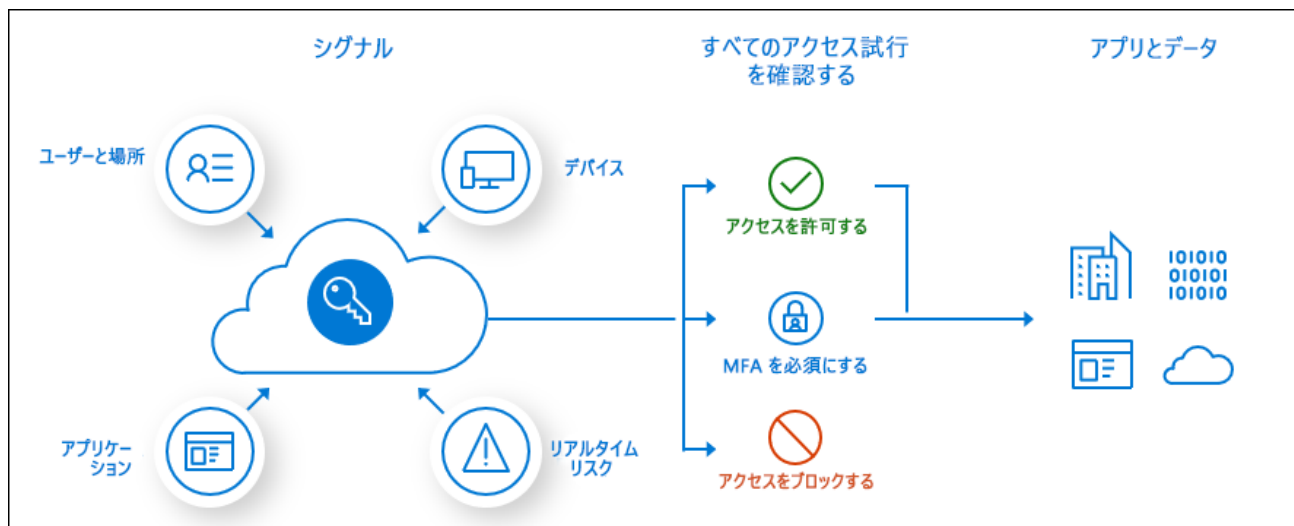 シグナル
すべてのアクセス試行
を確認する
アプリとデータ
ユーザーと場所
デバイス
アクセスを許可する
101010
010101
101010
MFA を必須にする
アプリケー
ション
リアルタイム
リスク
アクセスをブロックする